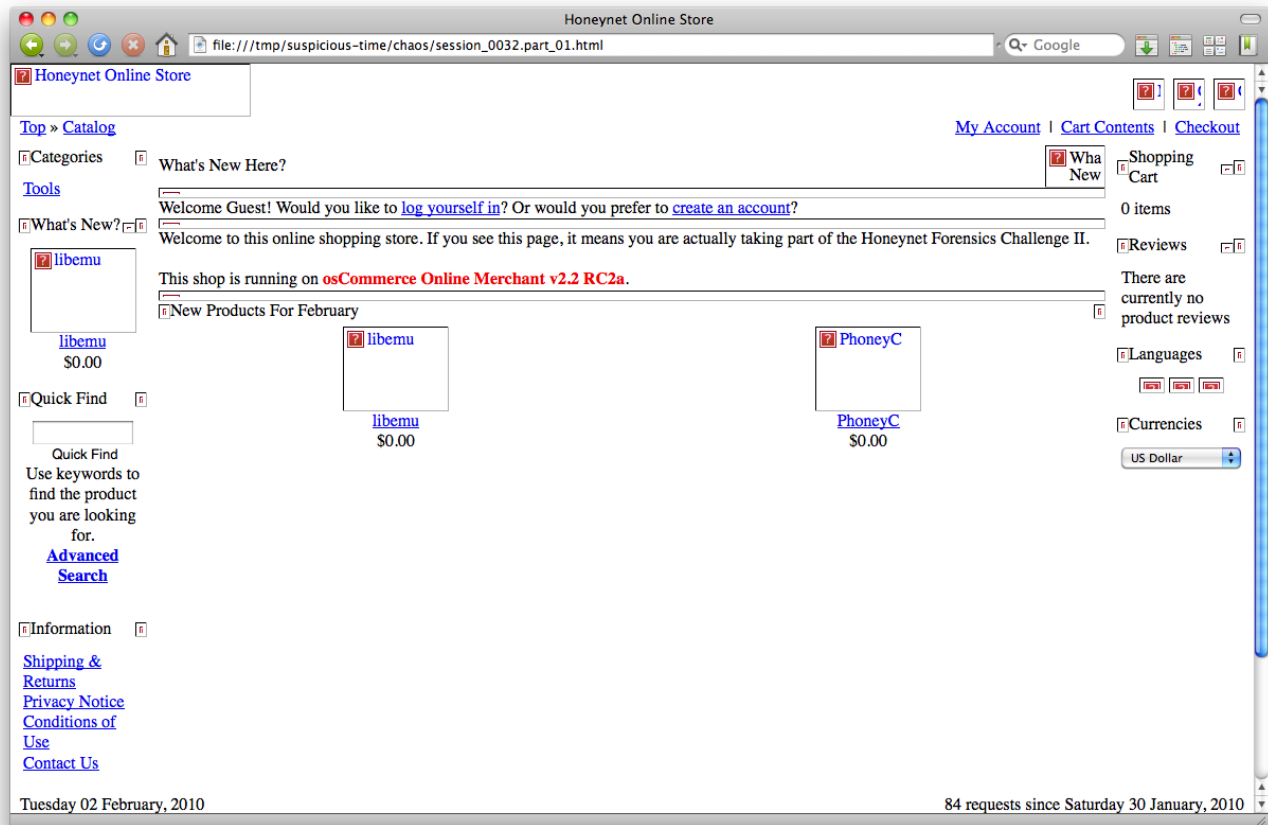 Honeynet Online Store
file:///tmp/suspicious-time/chaos/session_0032.part_01.html
Google
Honeynet Online Store
Top » Catalog
My Account | Cart Contents | Checkout
Categories
Tools
What's New?
libemu
libemu
$0.00
Quick Find
Quick Find
Use keywords to
find the product
you are looking
for.
Advanced
Search
Information
Shipping &
Returns
Privacy Notice
Conditions of
Use
Contact Us
What's New Here?
Wha
New
Welcome Guest! Would you like to log yourself in? Or would you prefer to create an account?
Welcome to this online shopping store. If you see this page, it means you are actually taking part of the Honeynet Forensics Challenge II.
This shop is running on osCommerce Online Merchant v2.2 RC2a.
New Products For February
libemu
libemu
$0.00
PhoneyC
PhoneyC
$0.00
Shopping
Cart
0 items
Reviews
There are
currently no
product reviews
Languages
Currencies
US Dollar
Tuesday 02 February, 2010
84 requests since Saturday 30 January, 2010